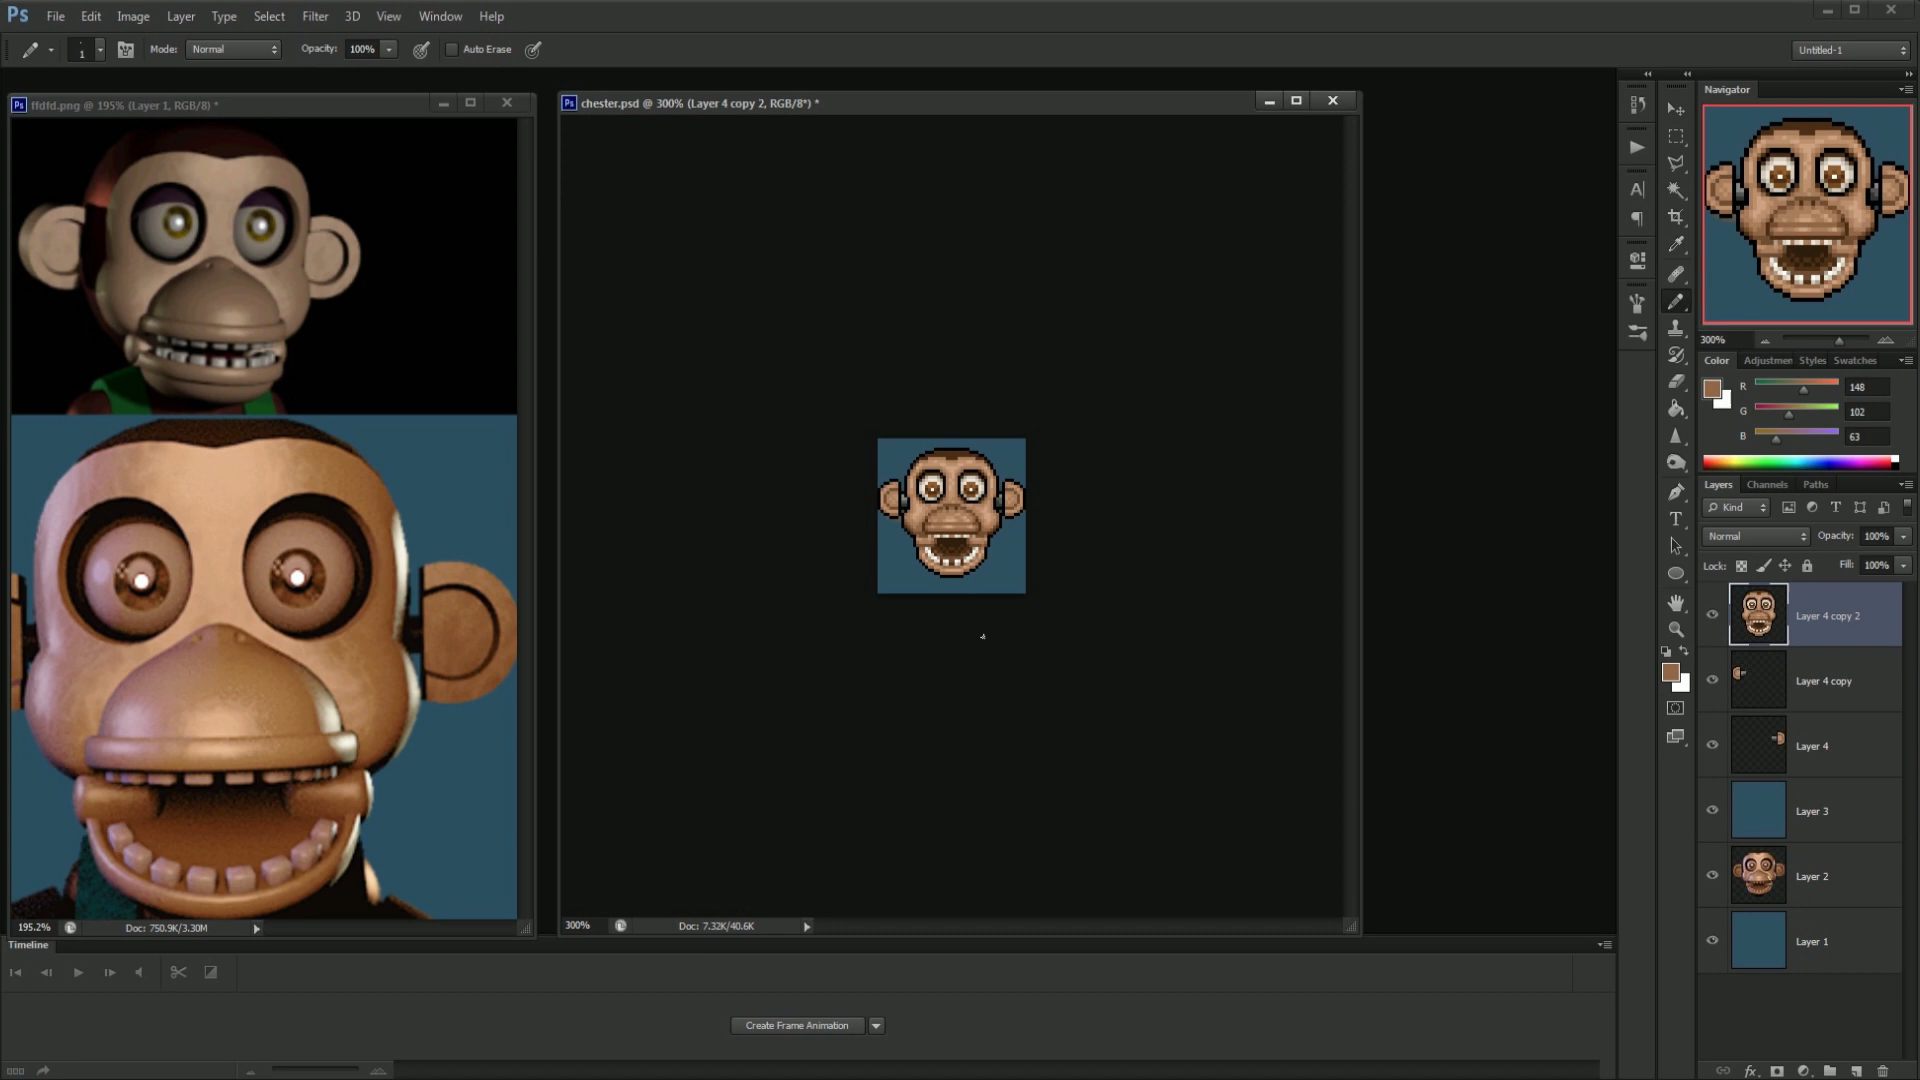 Ps File Edit Image Layer Type Select Filter 3D View Window Help
1 Mode: Normal Opacity: 100% Auto Erase Untitled-1
Ps ffdfd.png @ 195% (Layer 1, RGB/8) *
Ps chester.psd @ 300% (Layer 4 copy 2, RGB/8*) *
Navigator
300%
Color Adjustmen Styles Swatches
R 148
G 102
B 63
Layers Channels Paths
Kind
Normal Opacity: 100%
Lock: Fill: 100%
Layer 4 copy 2
Layer 4 copy
Layer 4
Layer 3
Layer 2
Layer 1
195.2% Doc: 750.9K/3.30M
300% Doc: 7.32K/40.6K
Timeline
Create Frame Animation